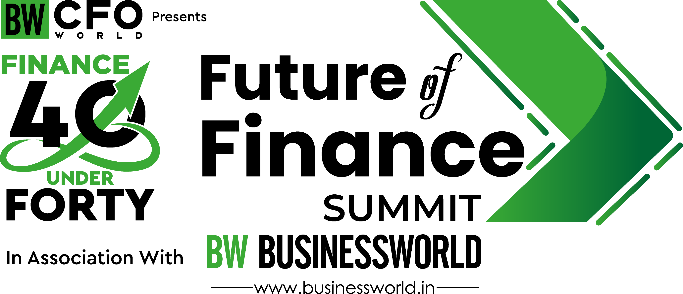 BW CFO WORLD Presents
FINANCE
40
UNDER
FORTY
Future of
Finance
SUMMIT
In Association With BW BUSINESSWORLD
www.businessworld.in